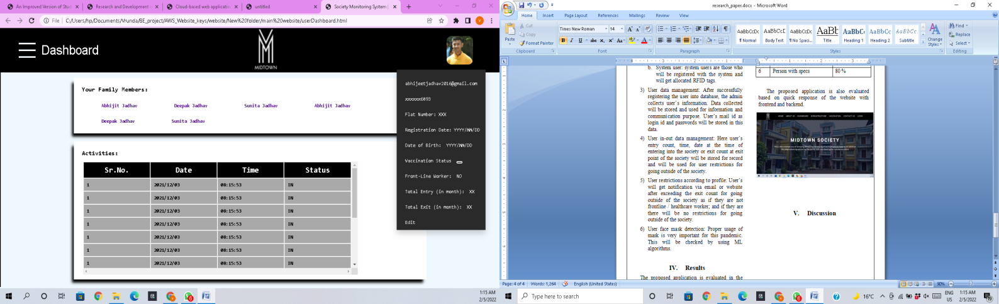 An Improved Version of Stud
Research and Development
Cloud-based web application
untitled
Society Monitoring System |
File | C:/Users/hp/Documents/Vrunda/BE_project/AWS_Website_keys/website/New%20folder/main%20website/userDashboard.html
Dashboard
MIDTOWN
Your Family Members:
Abhijit Jadhav Deepak Jadhav Sunita Jadhav Abhijit Jadhav
Deepak Jadhav Sunita Jadhav
Activities:
Sr.No. Date Time Status
1 2021/12/03 08:15:53 IN
1 2021/12/03 08:15:53 IN
1 2021/12/03 08:15:53 IN
1 2021/12/03 08:15:53 IN
1 2021/12/03 08:15:53 IN
1 2021/12/03 08:15:53 IN
1 2021/12/03 08:15:53 IN
abhijeetjadhav2016@gmail.com
xxxxxxx6093
Flat Number: XXX
Registration Date: YYYY/MM/DD
Date of Birth: YYYY/MM/DD
Vaccination Status
Front-Line Worker: NO
Total Entry (in month): XX
Total Exit (in month): XX
Edit
1:15 AM
2/5/2022
research_paper.docx - Microsoft Word
Home Insert Page Layout References Mailings Review View
Paste
Cut
Copy
Format Painter
Clipboard
Times New Roman 14
Font
Paragraph
AaBbCcDc AaBbCcI AaBbCcDc AaBb AaBbCc AaBbCc AaBbCc
¶ Normal Body Text ¶ No Spaci... Title Heading 1 Heading 2 Subtitle
Change Styles
Styles
Find
Replace
Select
Editing
b. System user: system users are those who
will be registered with the system and
will get allocated RFID tags.
3) User data management: After successfully
registering the user into database, the admin
collects user's information. Data collected
will be stored and used for information and
communication purpose. User's mail id as
login id and passwords will be stored in this
data.
4) User in-out data management: Here user's
entry count, time, date at the time of
entering into the society or exit count at exit
point of the society will be stored for record
and will be used for user restrictions for
going outside of the society.
5) User restrictions according to profile: User's
will get notification via email or website
after exceeding the exit count for going
outside of the society as if they are not
frontline / healthcare worker; and if they are
there will be no restrictions for going
outside of the society.
6) User face mask detection: Proper usage of
mask is very important for this pandemic.
This will be checked by using ML
algorithms.
IV. Results
The proposed application is evaluated in the
6 Person with specs 80 %
The proposed application is also evaluated
based on quick response of the website with
frontend and backend.
HOME ABOUT US DASHBOARD INFRASTRUCTURE VACCINATION CONTACT US LOGIN
MIDTOWN SOCIETY
V. Discussion
Page: 4 of 4 Words: 1,264 English (United States) 90%
Type here to search
16°C
ENG
US
1:15 AM
2/5/2022